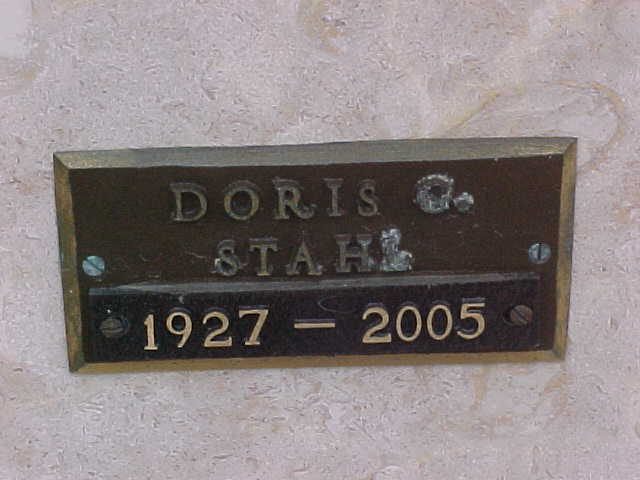 DORIS Q.
STAHL
1927 – 2005